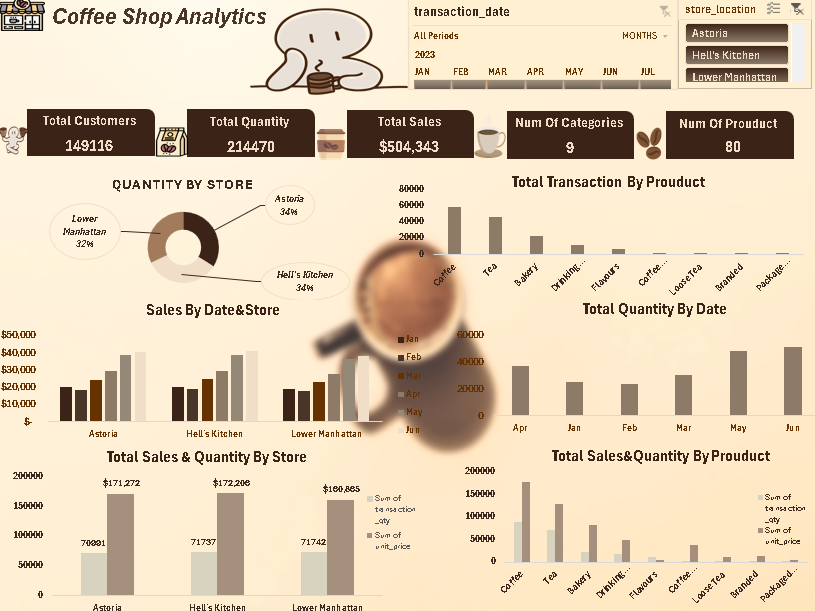 Coffee Shop Analytics
transaction_date
All Periods
MONTHS
2023
JAN FEB MAR APR MAY JUN JUL
store_location
Astoria
Hell's Kitchen
Lower Manhattan
Total Customers
149116
Total Quantity
214470
Total Sales
$504,343
Num Of Categories
9
Num Of Prouduct
80
QUANTITY BY STORE
Astoria
34%
Lower
Manhattan
32%
Hell's Kitchen
34%
Total Transaction By Prouduct
80000
60000
40000
20000
0
Coffee
Tea
Bakery
Drinking...
Flavours
Coffee...
Loose Tea
Branded
Package...
Sales By Date&Store
$50,000
$40,000
$30,000
$20,000
$10,000
$-
Astoria Hell's Kitchen Lower Manhattan
Jan
Feb
Mar
Apr
May
Jun
Total Quantity By Date
60000
40000
20000
0
Apr Jan Feb Mar May Jun
Total Sales & Quantity By Store
200000
150000
100000
50000
0
$171,272
$172,206
$160,865
71737
71742
Astoria Hell's Kitchen Lower Manhattan
Sum of
transaction
_qty
Sum of
unit_price
Total Sales&Quantity By Prouduct
200000
150000
100000
50000
0
Coffee
Tea
Bakery
Drinking...
Flavours
Coffee...
Loose Tea
Branded
Packaged...
Sum of
transaction
_qty
Sum of
unit_price